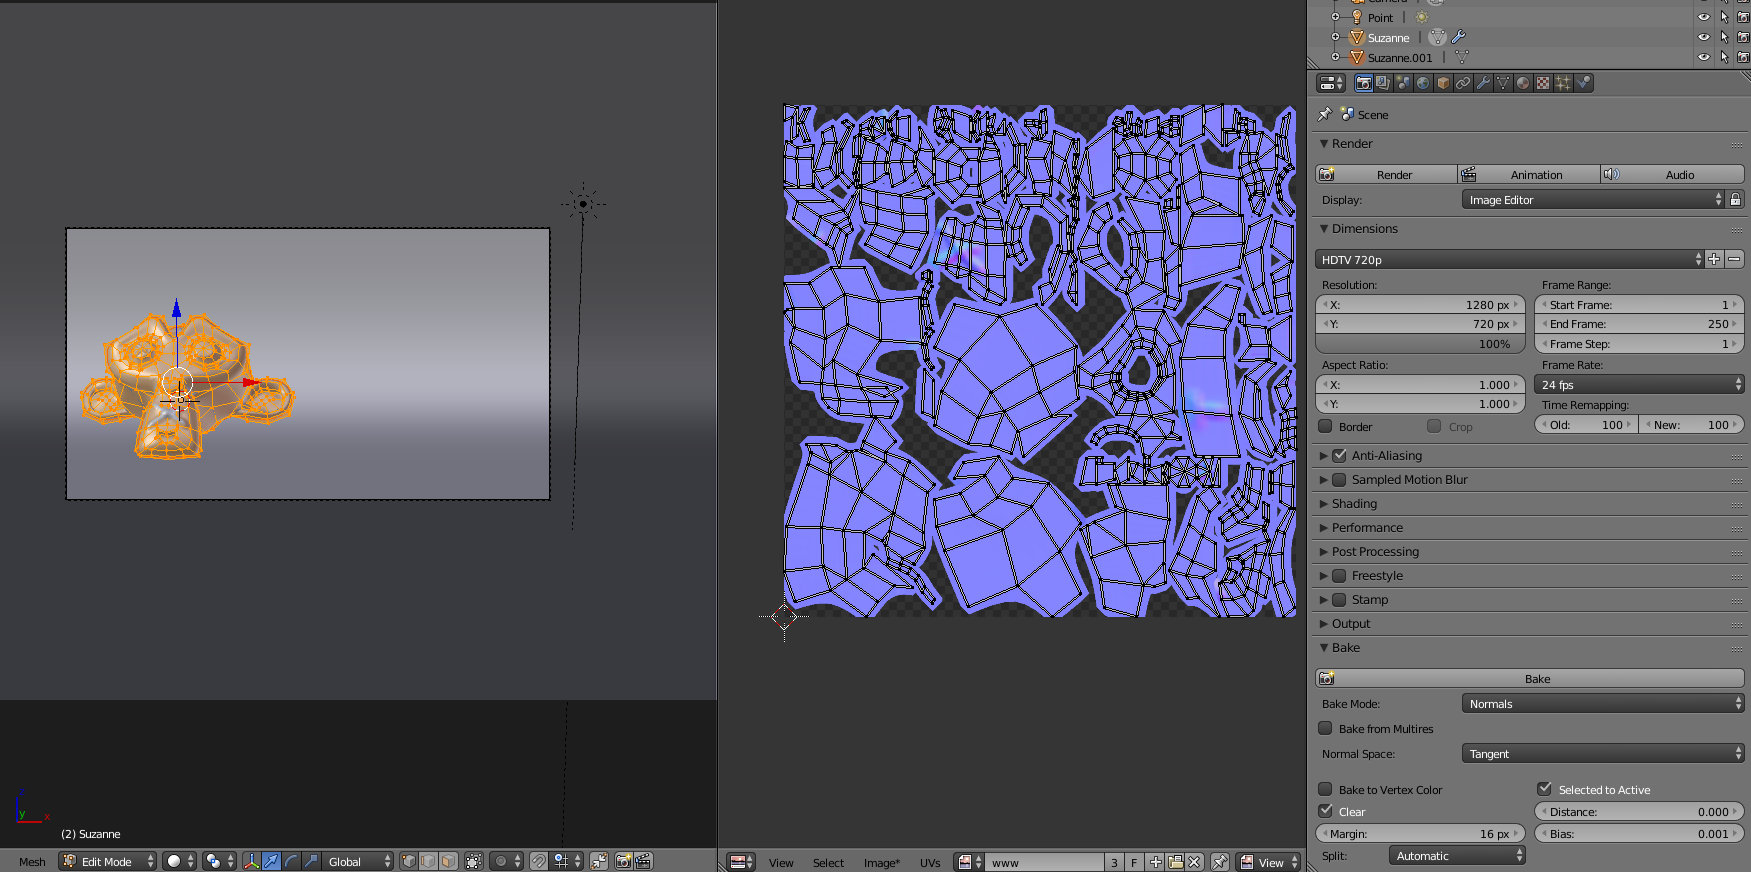 Camera
Point
Suzanne
Suzanne.001
Scene
Render
Render Animation Audio
Display: Image Editor
Dimensions
HDTV 720p
Resolution: Frame Range:
X: 1280 px Start Frame: 1
Y: 720 px End Frame: 250
100% Frame Step: 1
Aspect Ratio: Frame Rate:
X: 1.000 24 fps
Y: 1.000 Time Remapping:
Border Crop Old: 100 New: 100
Anti-Aliasing
Sampled Motion Blur
Shading
Performance
Post Processing
Freestyle
Stamp
Output
Bake
Bake
Bake Mode: Normals
Bake from Multires
Normal Space: Tangent
Bake to Vertex Color Selected to Active
Clear Distance: 0.000
Margin: 16 px Bias: 0.001
Split: Automatic
y x
(2) Suzanne
Mesh Edit Mode Global
View Select Image* UVs www 3 F View